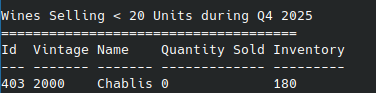 Wines Selling < 20 Units during Q4 2025
=====================================
Id  Vintage Name    Quantity Sold Inventory
--- ------- ------- ------------- ---------
403 2000    Chablis 0             180